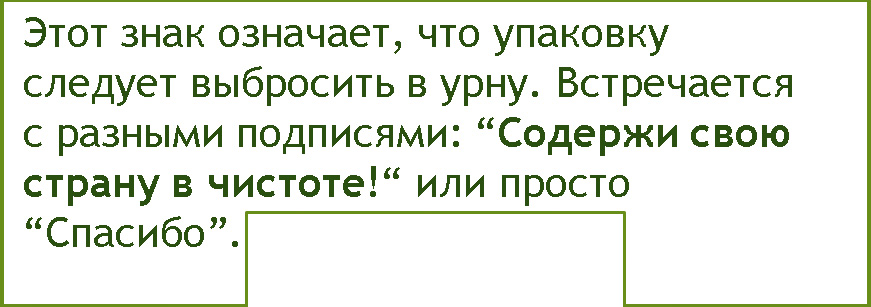 Этот знак означает, что упаковку
следует выбросить в урну. Встречается
с разными подписями: “Содержи свою
страну в чистоте!“ или просто
“Спасибо”.